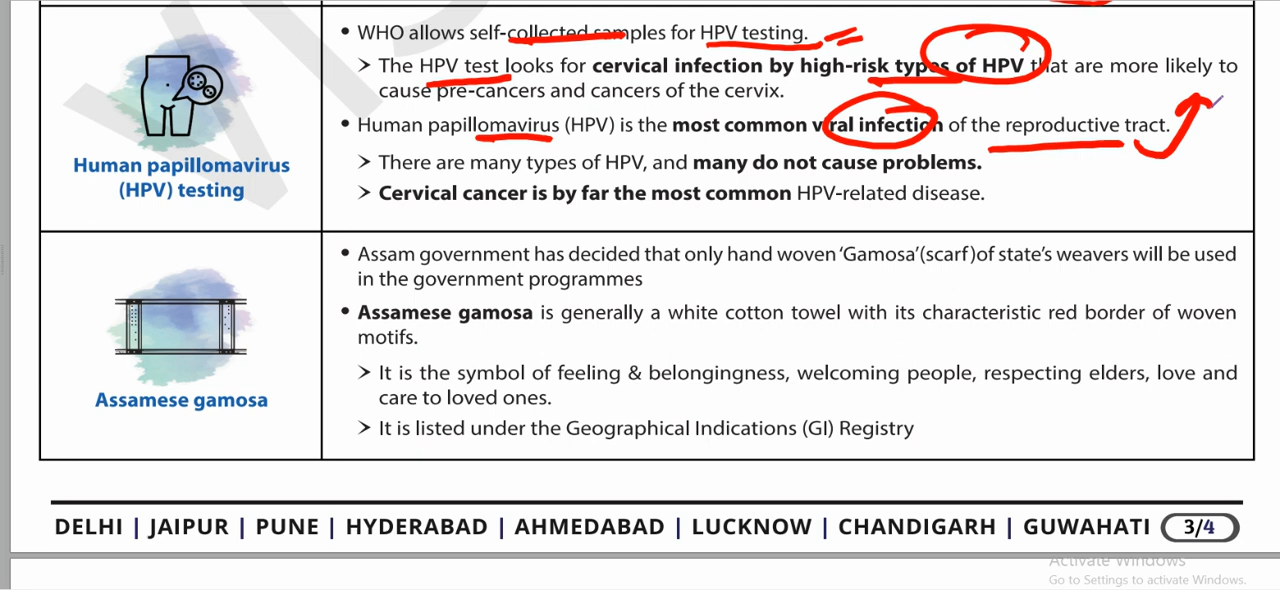 WHO allows self-collected samples for HPV testing.
The HPV test looks for cervical infection by high-risk types of HPV that are more likely to
cause pre-cancers and cancers of the cervix.
Human papillomavirus (HPV) is the most common viral infection of the reproductive tract.
There are many types of HPV, and many do not cause problems.
Cervical cancer is by far the most common HPV-related disease.
Human papillomavirus
(HPV) testing
Assam government has decided that only hand woven 'Gamosa'(scarf)of state's weavers will be used
in the government programmes
Assamese gamosa is generally a white cotton towel with its characteristic red border of woven
motifs.
It is the symbol of feeling & belongingness, welcoming people, respecting elders, love and
care to loved ones.
It is listed under the Geographical Indications (GI) Registry
Assamese gamosa
DELHI | JAIPUR | PUNE | HYDERABAD | AHMEDABAD | LUCKNOW | CHANDIGARH | GUWAHATI 3/4
Activate Windows
Go to Settings to activate Windows.